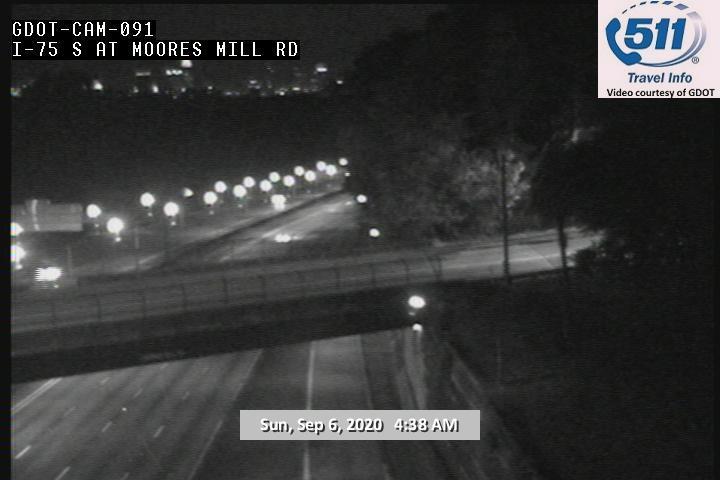 GDOT-CAM-091
I-75 S AT MOORES MILL RD
511
®
Travel Info
Video courtesy of GDOT
Sun, Sep 6, 2020 4:38 AM